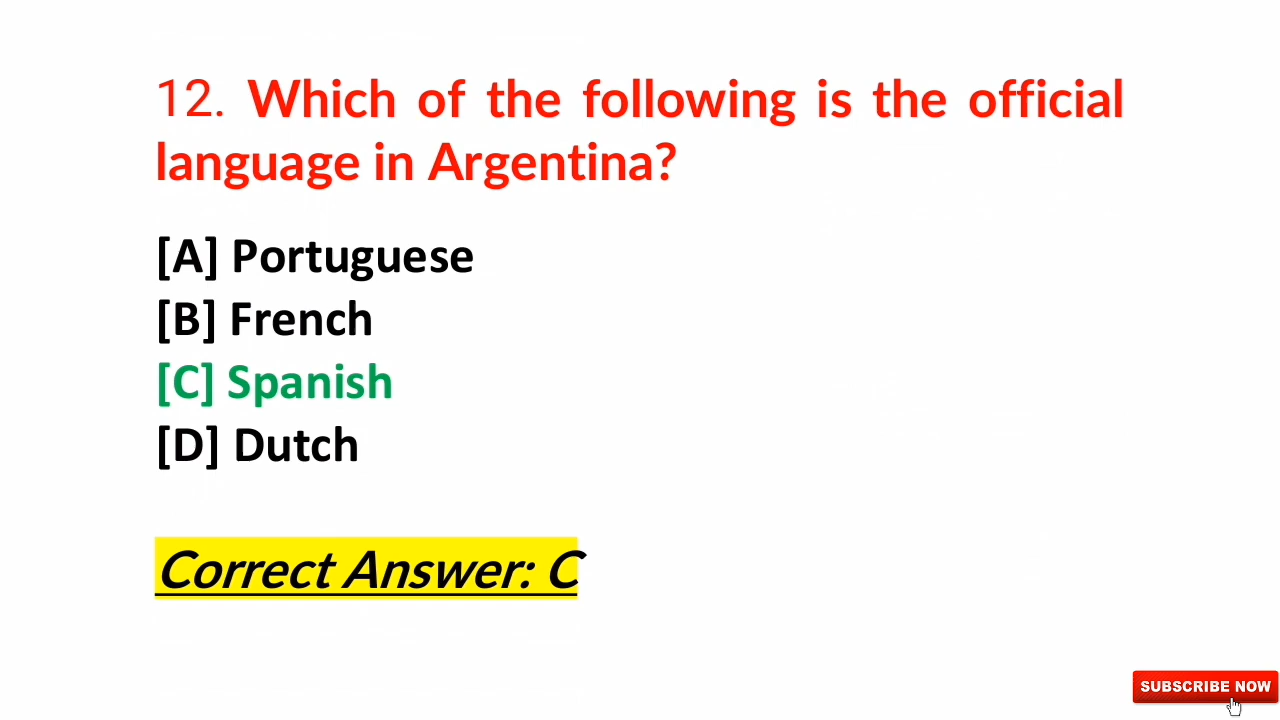 12. Which of the following is the official
language in Argentina?
[A] Portuguese
[B] French
[C] Spanish
[D] Dutch
Correct Answer: C
SUBSCRIBE NOW